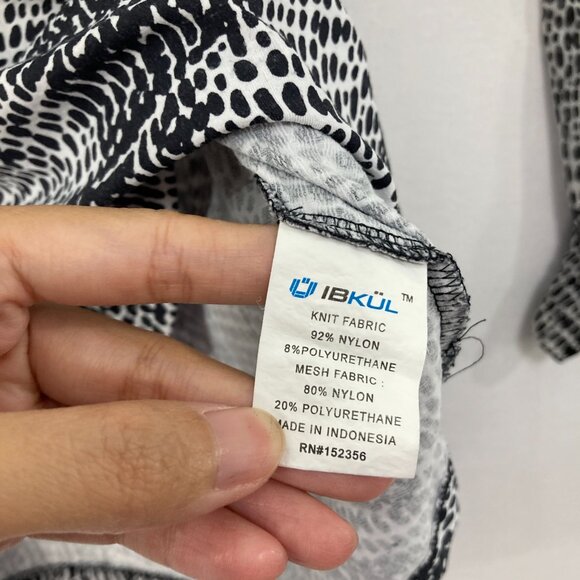 IBKÜL™
KNIT FABRIC
92% NYLON
8%POLYURETHANE
MESH FABRIC :
80% NYLON
20% POLYURETHANE
MADE IN INDONESIA
RN#152356